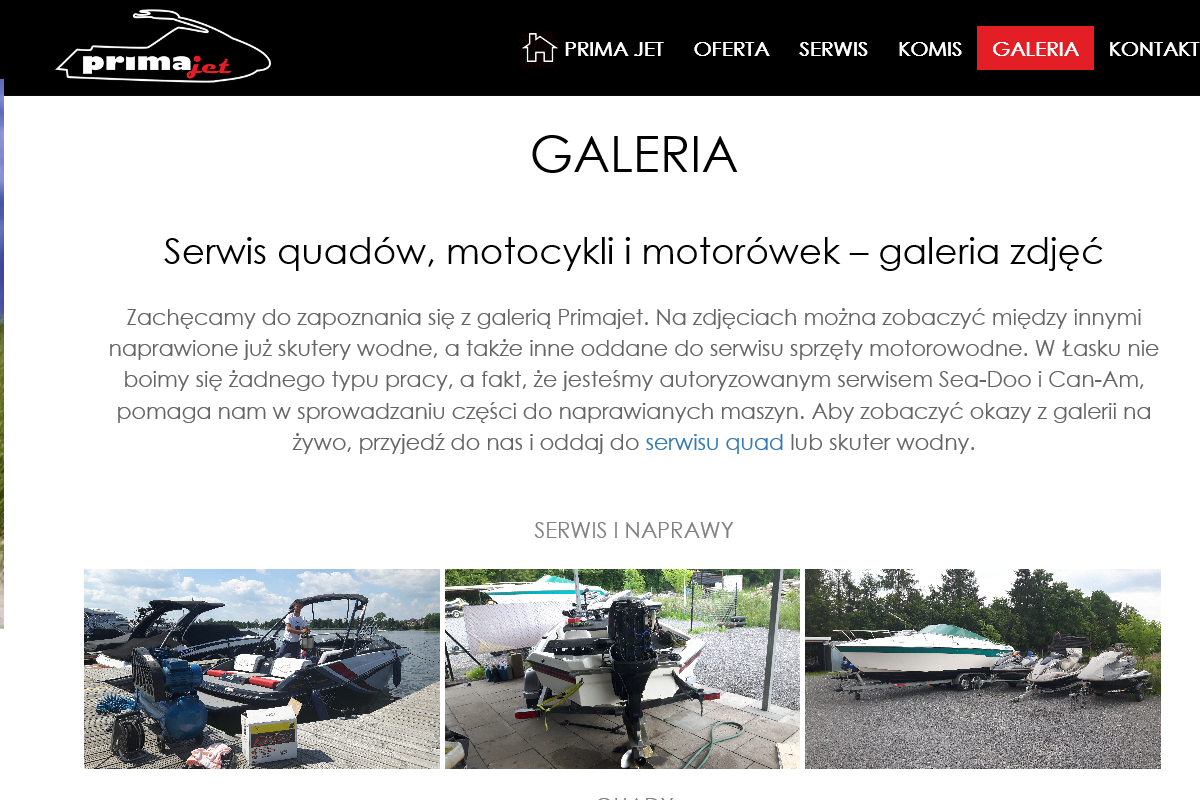 primajet
PRIMA JET OFERTA SERWIS KOMIS GALERIA KONTAKT
GALERIA
Serwis quadów, motocykli i motorówek – galeria zdjęć
Zachęcamy do zapoznania się z galerią Primajet. Na zdjęciach można zobaczyć między innymi
naprawione już skutery wodne, a także inne oddane do serwisu sprzęty motorowodne. W Łasku nie
boimy się żadnego typu pracy, a fakt, że jesteśmy autoryzowanym serwisem Sea-Doo i Can-Am,
pomaga nam w sprowadzaniu części do naprawianych maszyn. Aby zobaczyć okazy z galerii na
żywo, przyjedź do nas i oddaj do serwisu quad lub skuter wodny.
SERWIS I NAPRAWY
QUADY